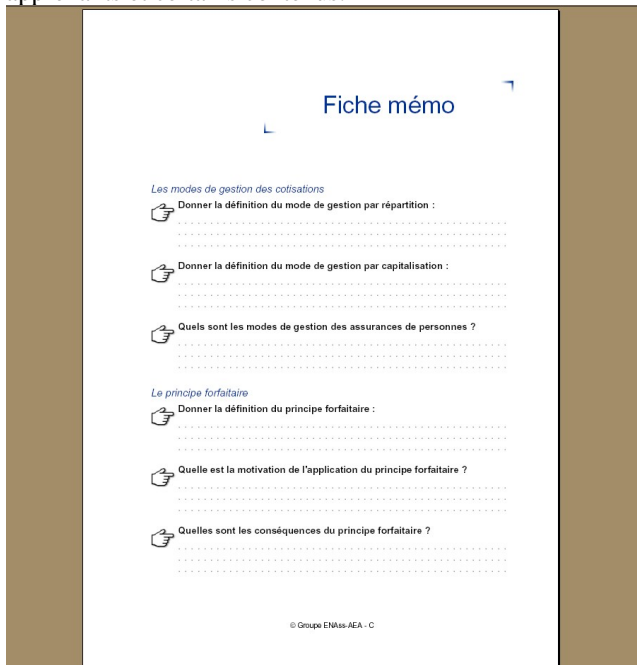 Fiche mémo
Les modes de gestion des cotisations
Donner la définition du mode de gestion par répartition :
Donner la définition du mode de gestion par capitalisation :
Quels sont les modes de gestion des assurances de personnes ?
Le principe forfaitaire
Donner la définition du principe forfaitaire :
Quelle est la motivation de l'application du principe forfaitaire ?
Quelles sont les conséquences du principe forfaitaire ?
© Groupe ENAss-AEA - C